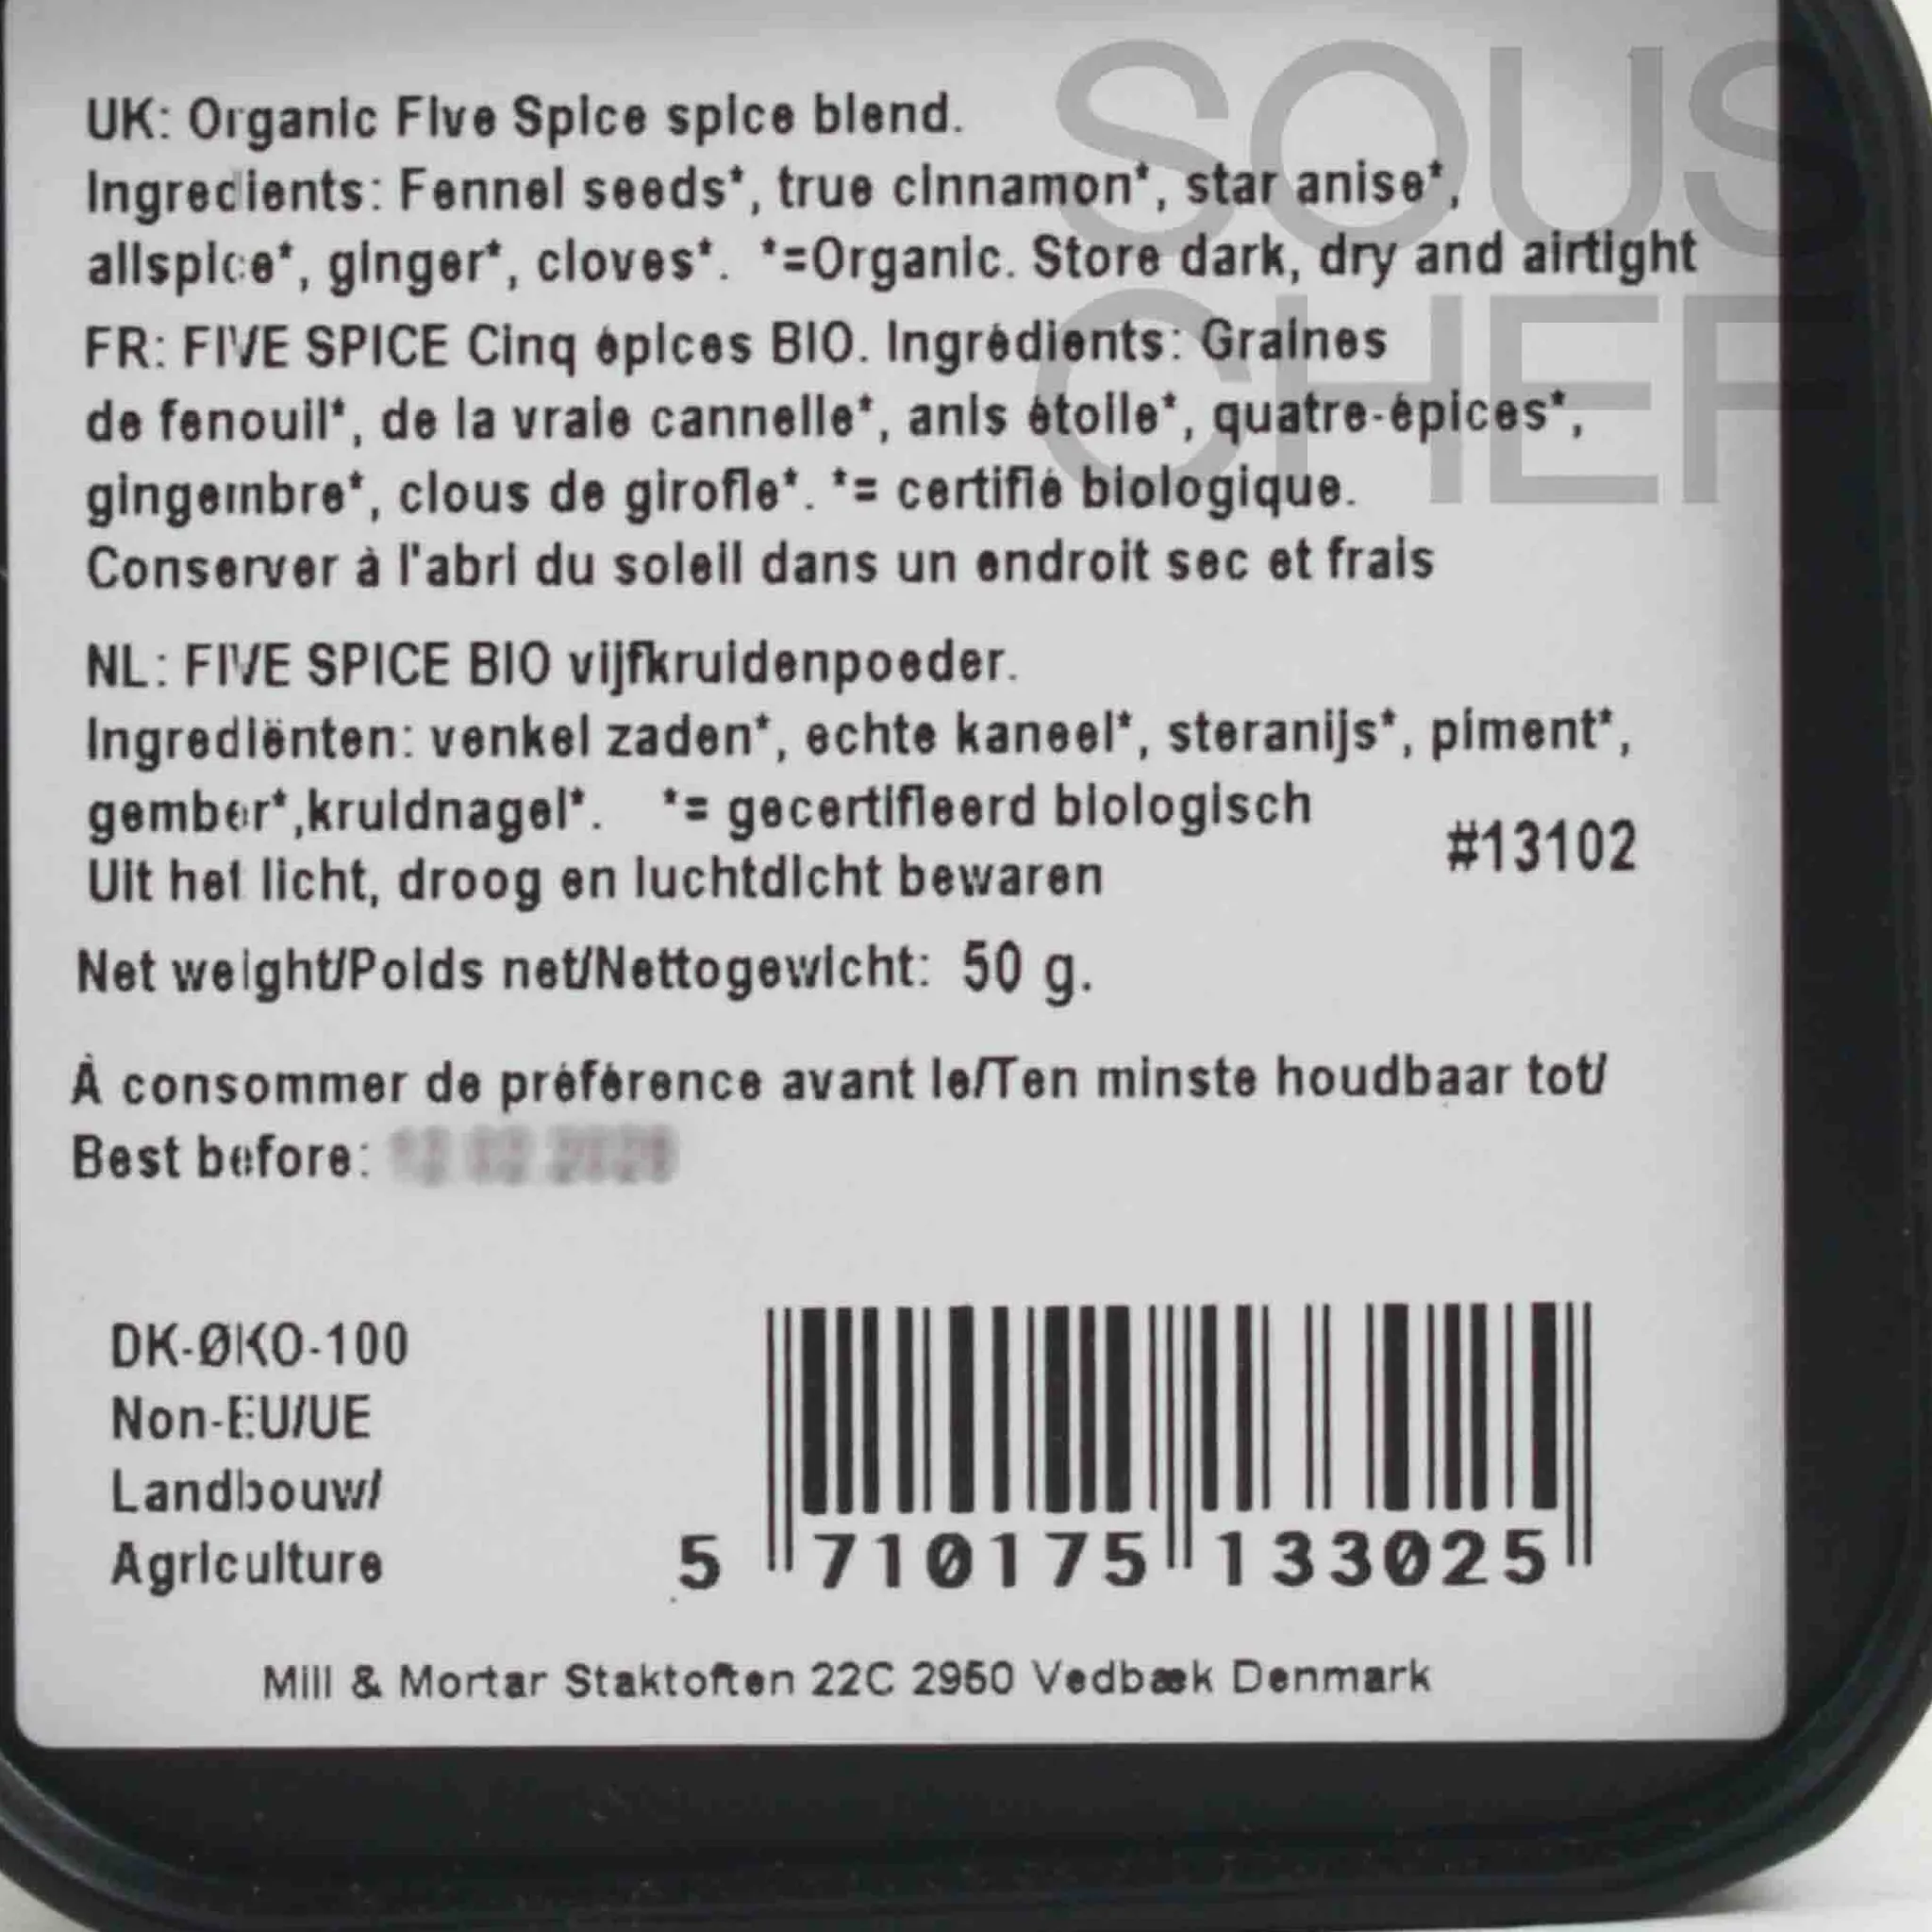 SOUS
CHEF
UK: Organic Five Spice spice blend.
Ingredients: Fennel seeds*, true cinnamon*, star anise*,
allspice*, ginger*, cloves*. *=Organic. Store dark, dry and airtight
FR: FIVE SPICE Cinq épices BIO. Ingrédients: Graines
de fenouil*, de la vraie cannelle*, anis étoile*, quatre-épices*,
gingembre*, clous de girofle*. *= certifié biologique.
Conserver à l'abri du soleil dans un endroit sec et frais
NL: FIVE SPICE BIO vijfkruidenpoeder.
Ingrediënten: venkel zaden*, echte kaneel*, steranijs*, piment*,
gember*,kruidnagel*. *= gecertifieerd biologisch
#13102
Uit het licht, droog en luchtdicht bewaren
Net weight/Poids net/Nettogewicht: 50 g.
À consommer de préférence avant le/Ten minste houdbaar tot/
Best before:
DK-ØKO-100
Non-EU/UE
Landbouw/
Agriculture
5 710175 133025
Mill & Mortar Staktoften 22C 2950 Vedbæk Denmark